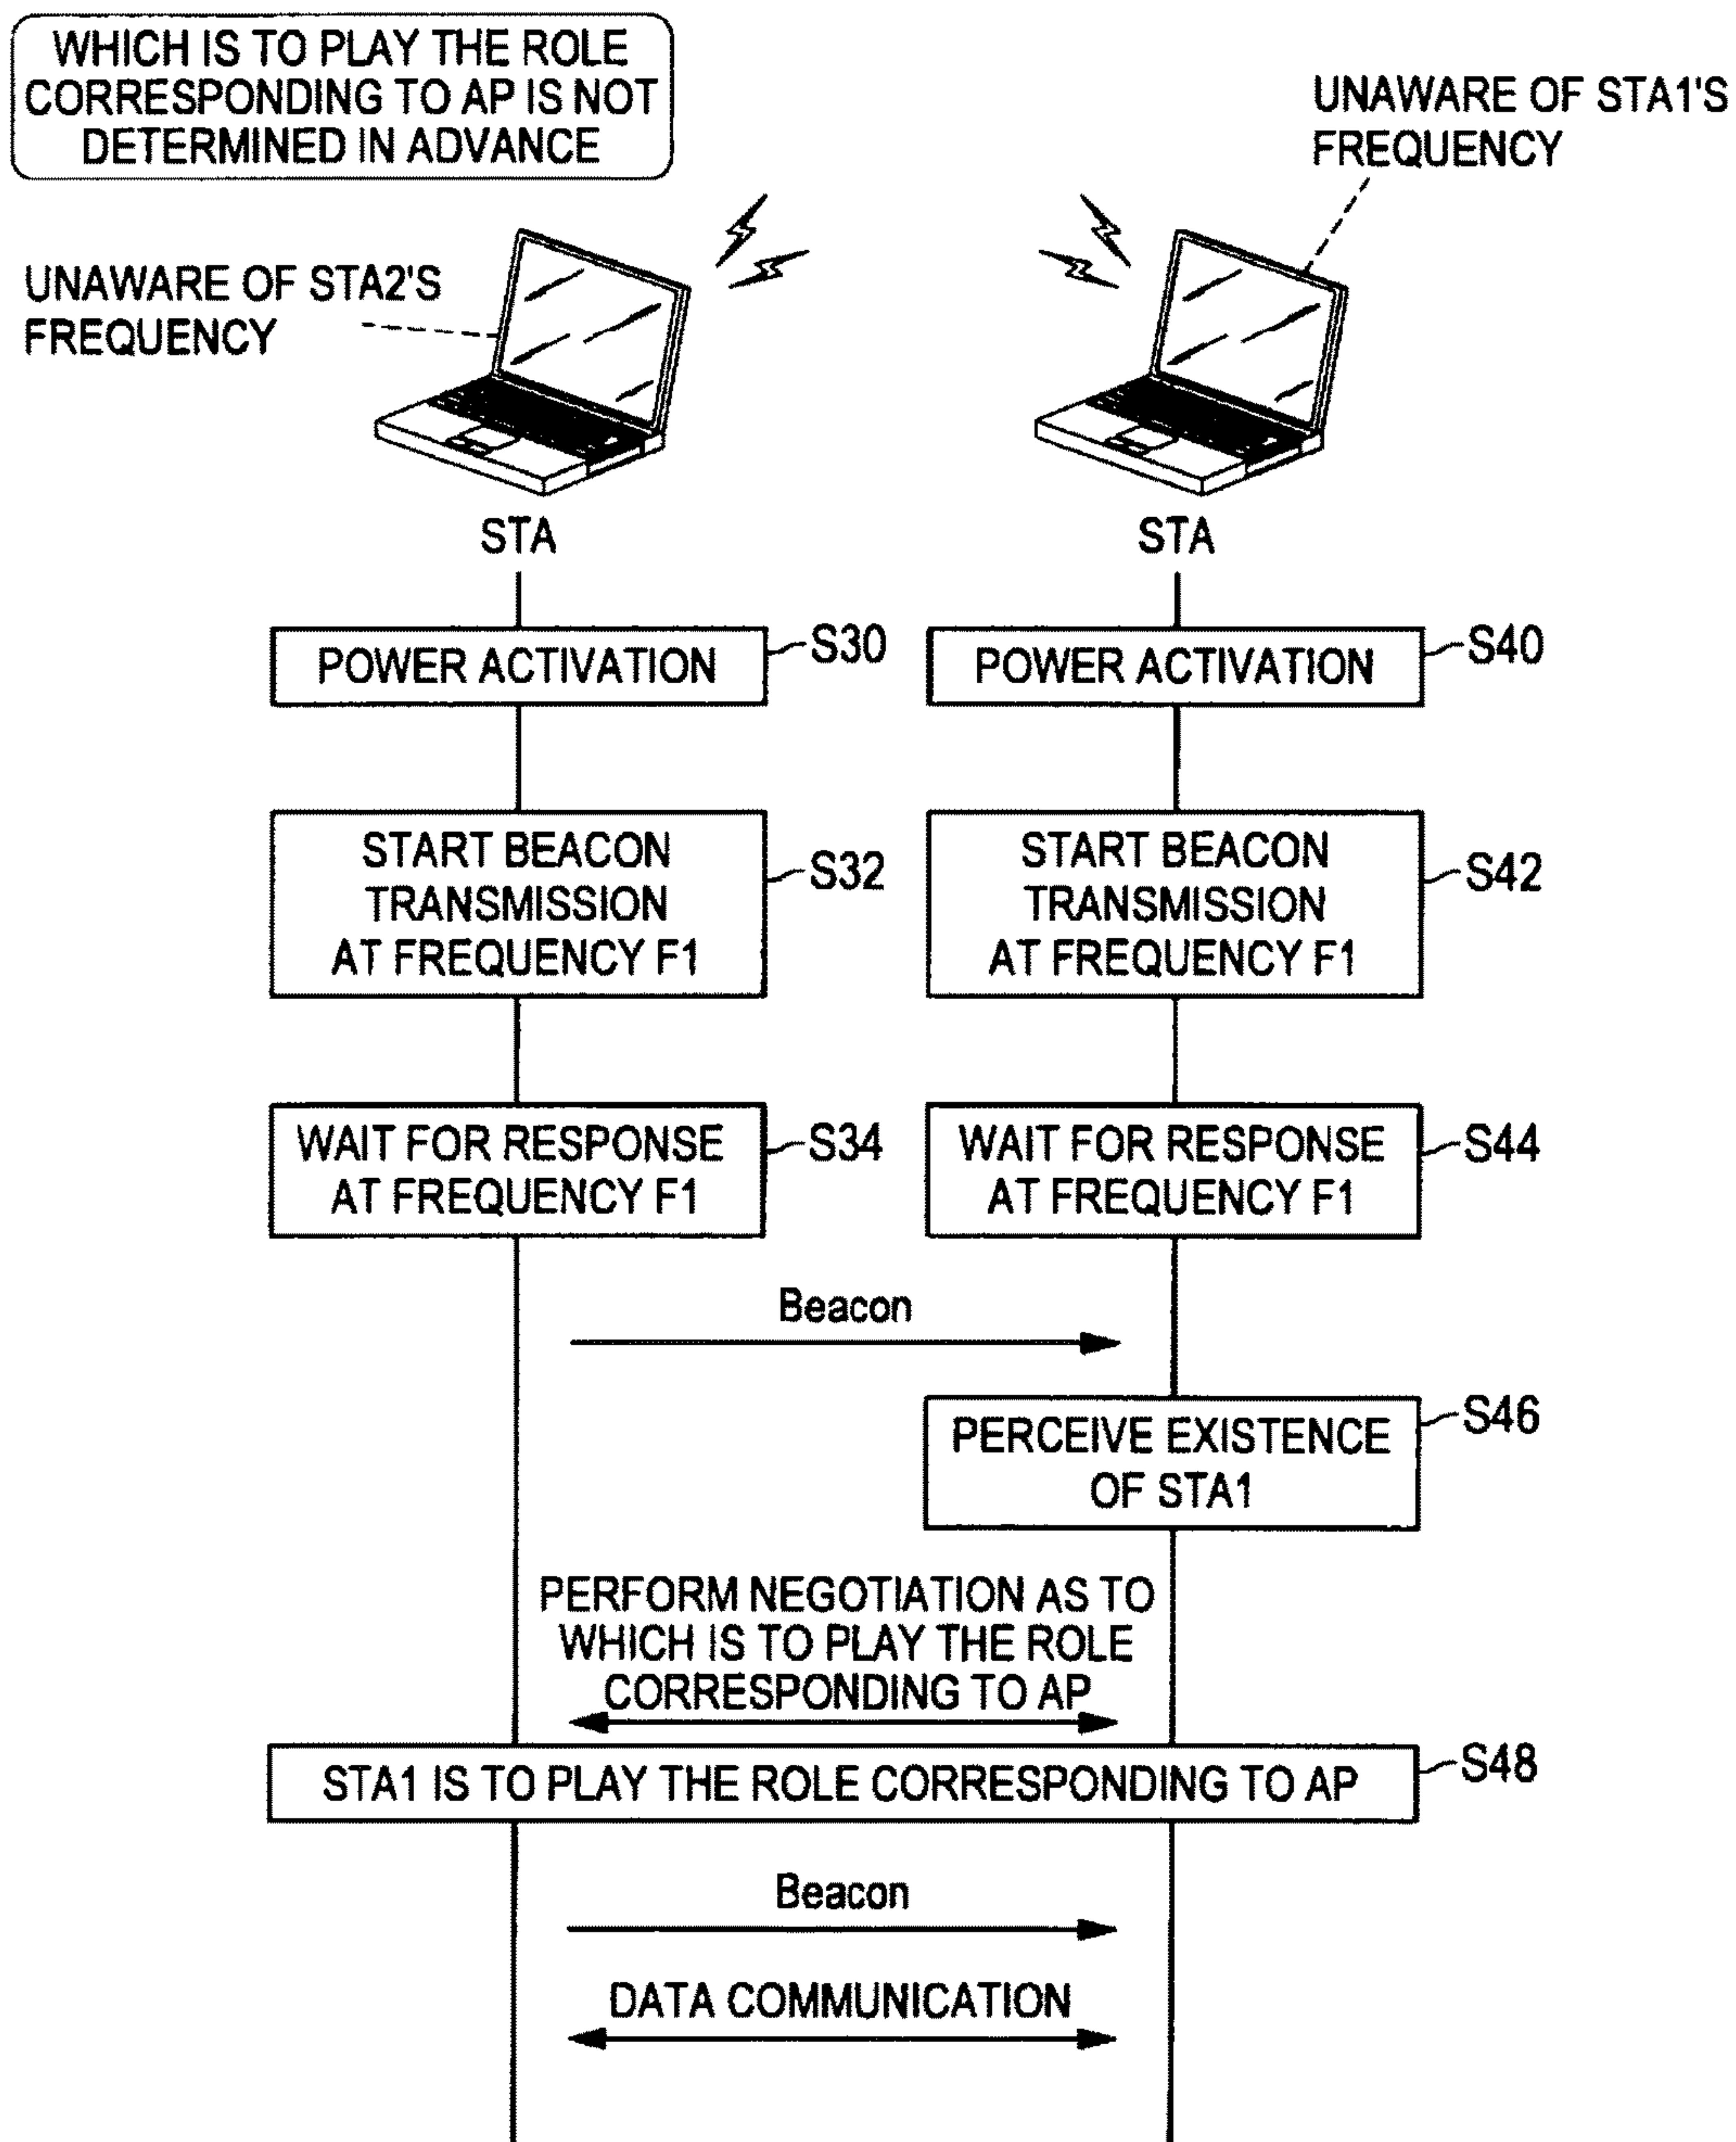 WHICH IS TO PLAY THE ROLE
CORRESPONDING TO AP IS NOT
DETERMINED IN ADVANCE
UNAWARE OF STA1'S
FREQUENCY
UNAWARE OF STA2'S
FREQUENCY
STA
STA
POWER ACTIVATION
S30
POWER ACTIVATION
S40
START BEACON
TRANSMISSION
AT FREQUENCY F1
S32
START BEACON
TRANSMISSION
AT FREQUENCY F1
S42
WAIT FOR RESPONSE
AT FREQUENCY F1
S34
WAIT FOR RESPONSE
AT FREQUENCY F1
S44
Beacon
PERCEIVE EXISTENCE
OF STA1
S46
PERFORM NEGOTIATION AS TO
WHICH IS TO PLAY THE ROLE
CORRESPONDING TO AP
STA1 IS TO PLAY THE ROLE CORRESPONDING TO AP
S48
Beacon
DATA COMMUNICATION